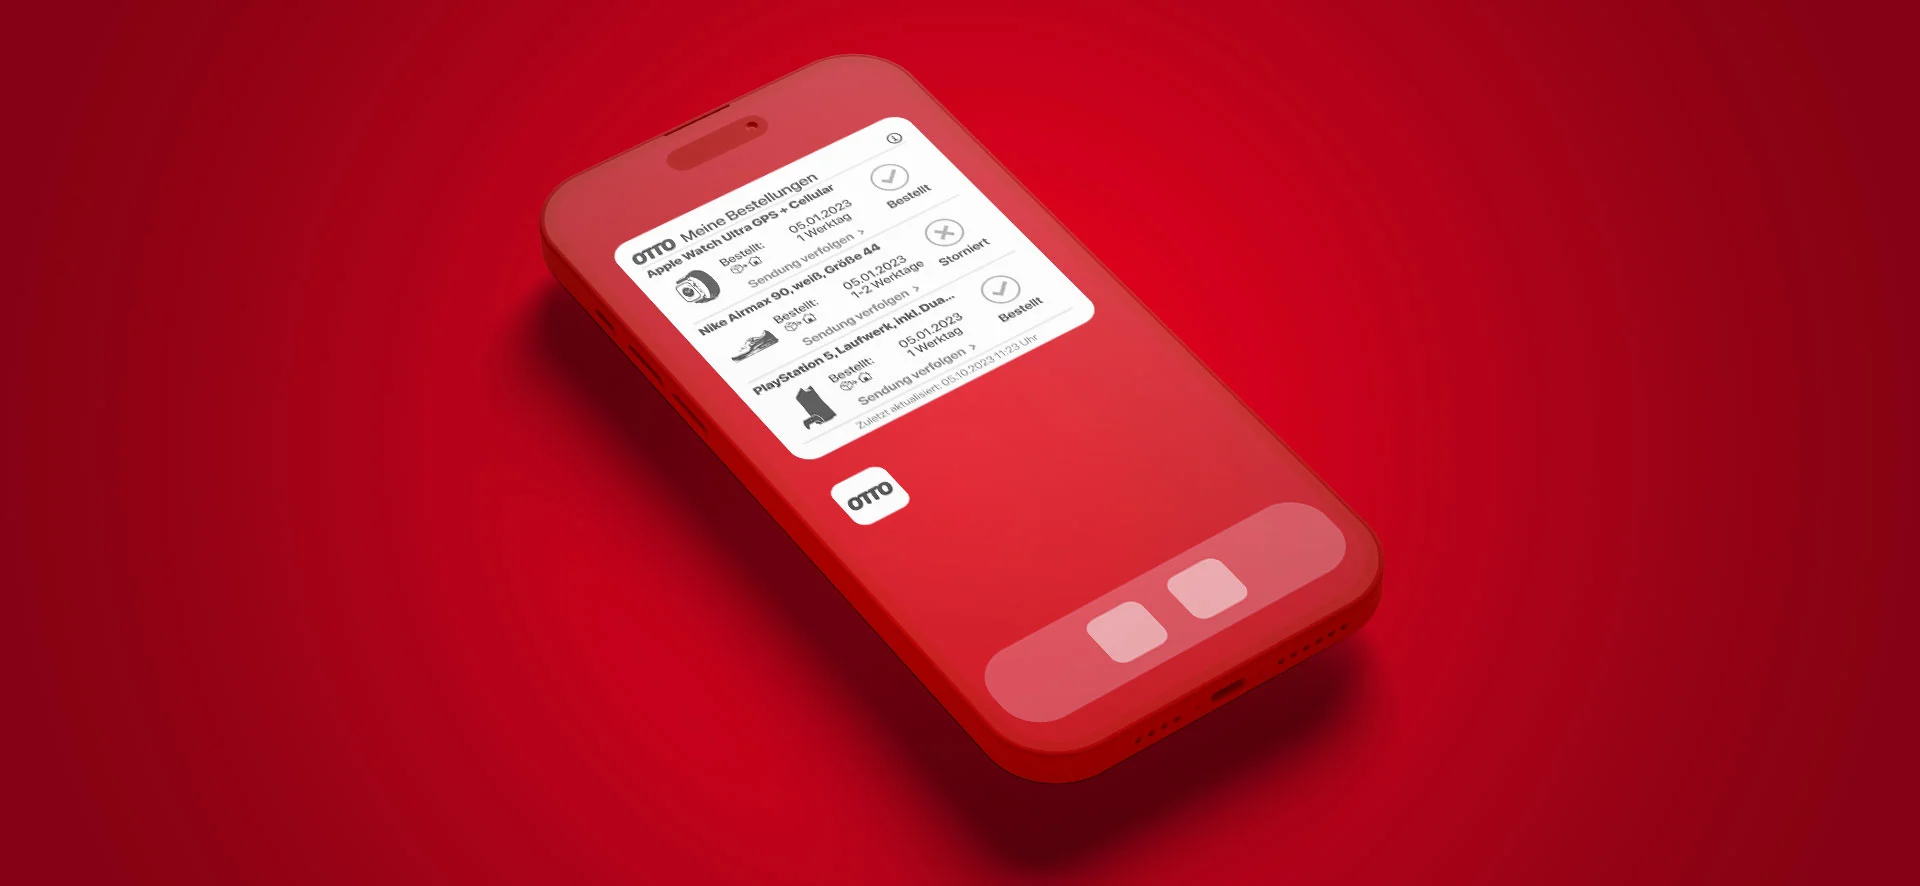 OTTO Meine Bestellungen
Apple Watch Ultra GPS + Cellular
Bestellt: 05.01.2023
1 Werktag
Sendung verfolgen >
Bestellt
Nike Airmax 90, weiß, Größe 44
Bestellt: 05.01.2023
1-2 Werktage
Sendung verfolgen >
Storniert
PlayStation 5, Laufwerk, inkl. Dua...
Bestellt: 05.01.2023
1 Werktag
Sendung verfolgen >
Bestellt
Zuletzt aktualisiert: 05.10.2023 11:23 Uhr
OTTO